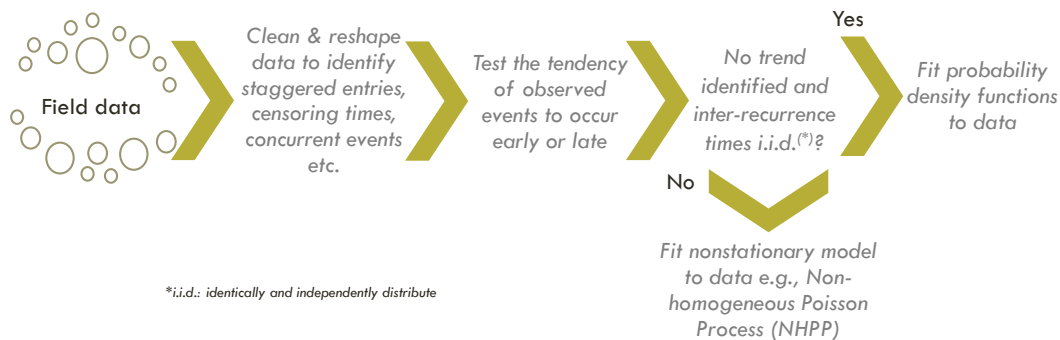 Field data
Clean & reshape
data to identify
staggered entries,
censoring times,
concurrent events
etc.
Test the tendency
of observed
events to occur
early or late
No trend
identified and
inter-recurrence
times i.i.d.(*)?
Yes
Fit probability
density functions
to data
No
Fit nonstationary model
to data e.g., Non-
homogeneous Poisson
Process (NHPP)
*i.i.d.: identically and independently distribute